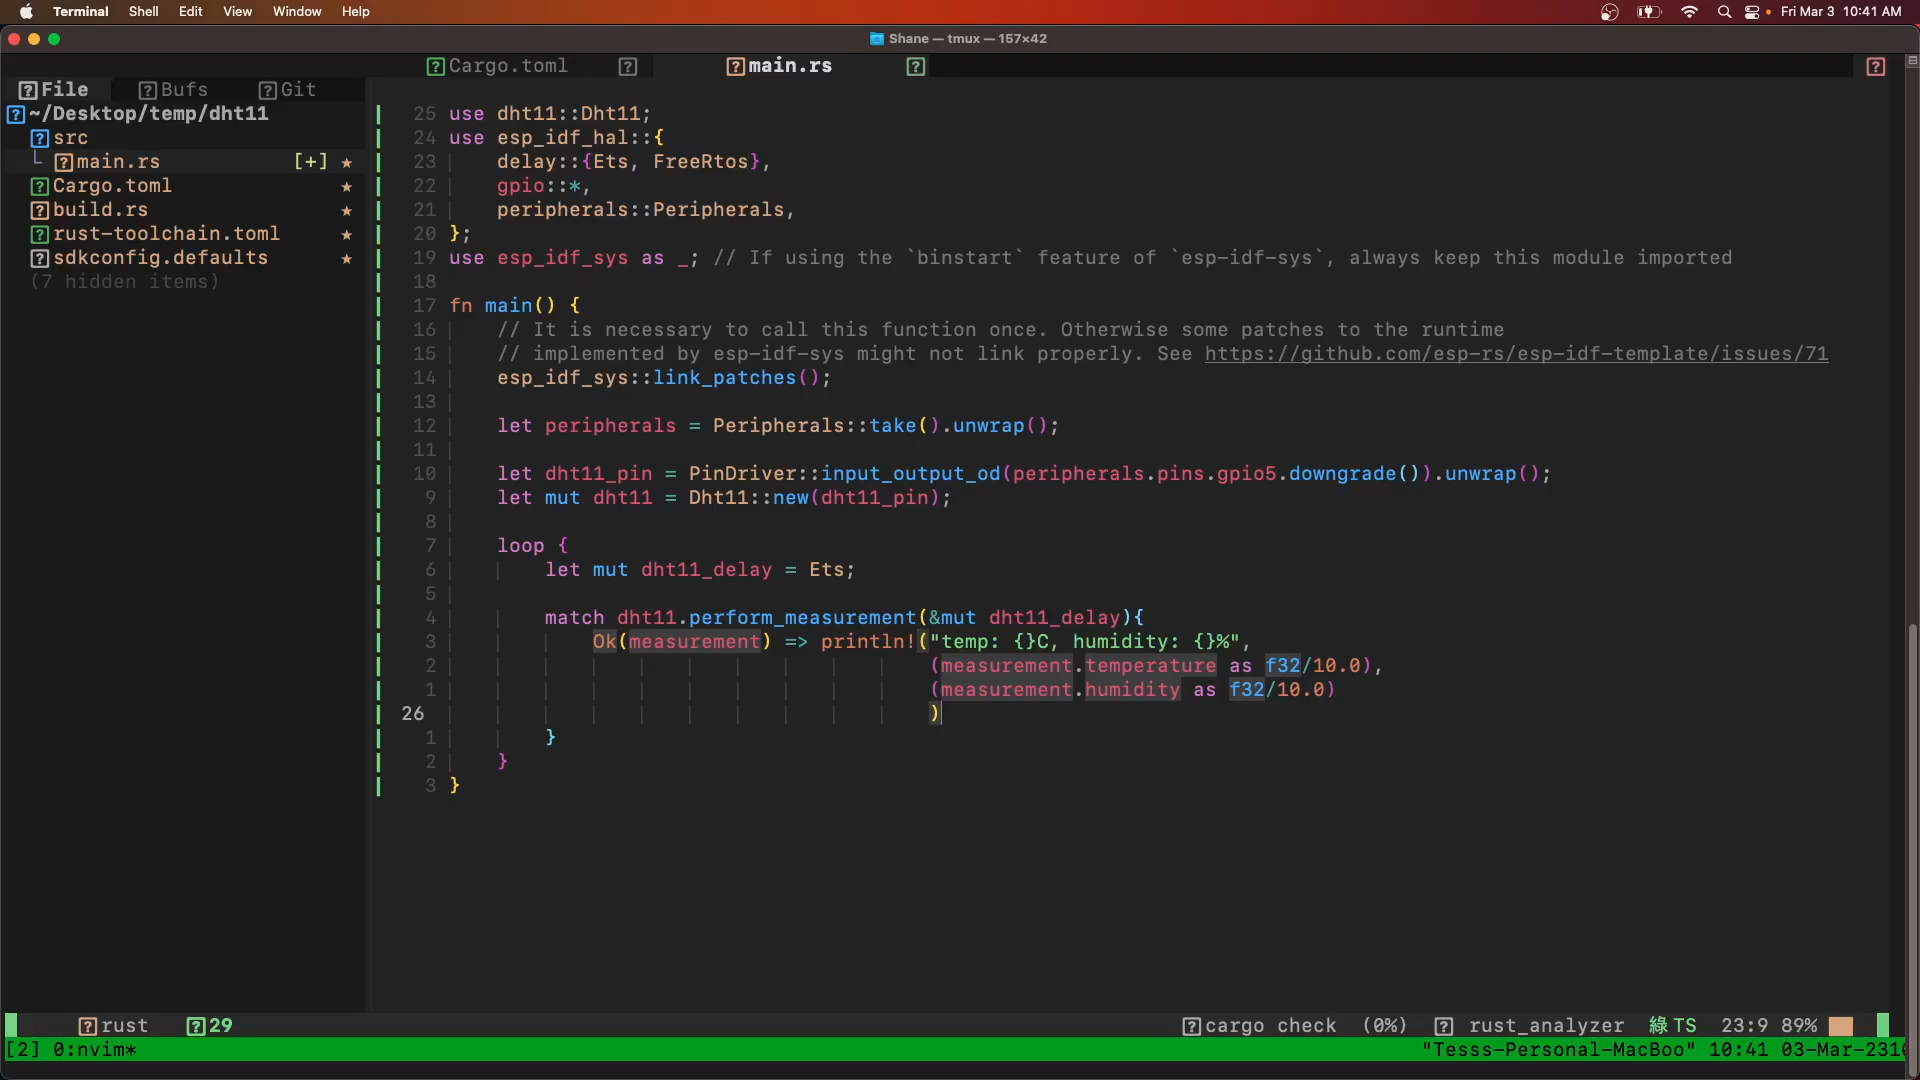 Terminal Shell Edit View Window Help Fri Mar 3 10:41 AM
Shane — tmux — 157×42
Cargo.toml main.rs
File Bufs Git
~/Desktop/temp/dht11
src
main.rs [+] ★
Cargo.toml ★
build.rs ★
rust-toolchain.toml ★
sdkconfig.defaults ★
(7 hidden items)
25 use dht11::Dht11;
24 use esp_idf_hal::{
23 delay::{Ets, FreeRtos},
22 gpio::*,
21 peripherals::Peripherals,
20 };
19 use esp_idf_sys as _; // If using the `binstart` feature of `esp-idf-sys`, always keep this module imported
18
17 fn main() {
16 // It is necessary to call this function once. Otherwise some patches to the runtime
15 // implemented by esp-idf-sys might not link properly. See https://github.com/esp-rs/esp-idf-template/issues/71
14 esp_idf_sys::link_patches();
13
12 let peripherals = Peripherals::take().unwrap();
11
10 let dht11_pin = PinDriver::input_output_od(peripherals.pins.gpio5.downgrade()).unwrap();
9 let mut dht11 = Dht11::new(dht11_pin);
8
7 loop {
6 let mut dht11_delay = Ets;
5
4 match dht11.perform_measurement(&mut dht11_delay){
3 Ok(measurement) => println!("temp: {}C, humidity: {}%",
2 (measurement.temperature as f32/10.0),
1 (measurement.humidity as f32/10.0)
26 )
1 }
2 }
3 }
rust 29 cargo check (0%) rust_analyzer 綠 TS 23:9 89%
[2] 0:nvim* "Tesss-Personal-MacBoo" 10:41 03-Mar-23